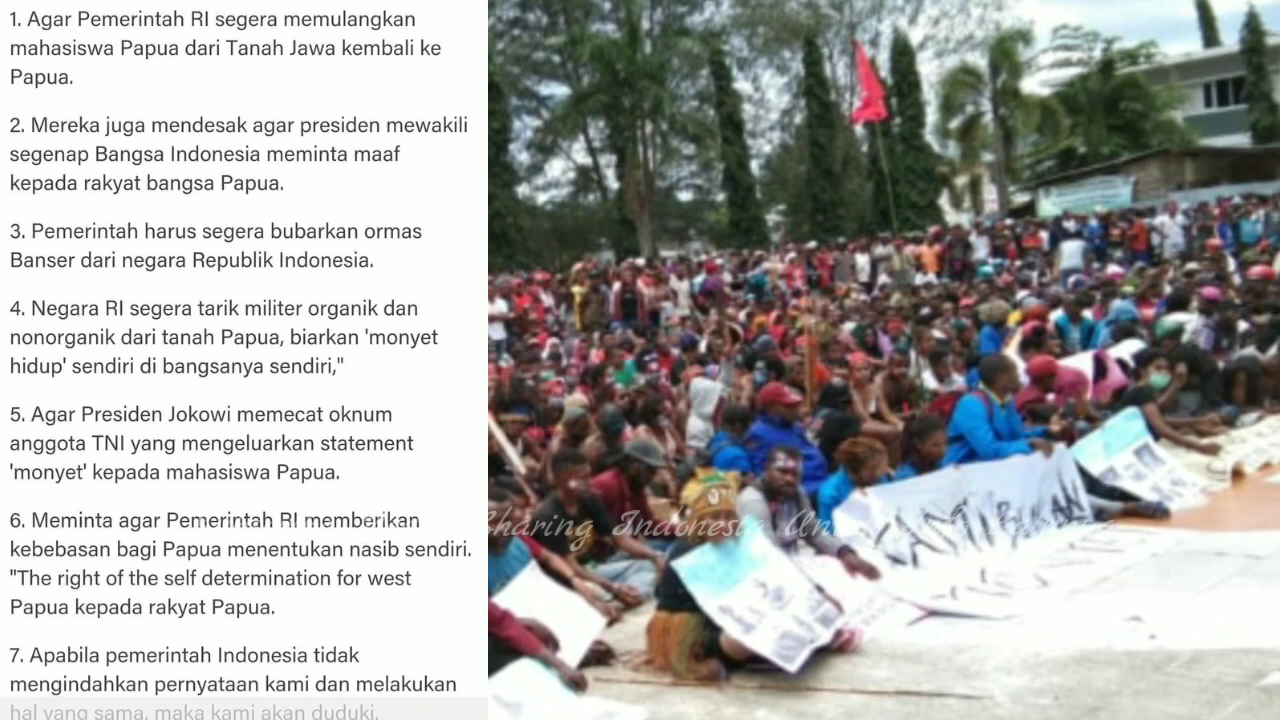 1. Agar Pemerintah RI segera memulangkan
mahasiswa Papua dari Tanah Jawa kembali ke
Papua.
2. Mereka juga mendesak agar presiden mewakili
segenap Bangsa Indonesia meminta maaf
kepada rakyat bangsa Papua.
3. Pemerintah harus segera bubarkan ormas
Banser dari negara Republik Indonesia.
4. Negara RI segera tarik militer organik dan
nonorganik dari tanah Papua, biarkan 'monyet
hidup' sendiri di bangsanya sendiri,"
5. Agar Presiden Jokowi memecat oknum
anggota TNI yang mengeluarkan statement
'monyet' kepada mahasiswa Papua.
6. Meminta agar Pemerintah RI memberikan
kebebasan bagi Papua menentukan nasib sendiri.
"The right of the self determination for west
Papua kepada rakyat Papua.
7. Apabila pemerintah Indonesia tidak
mengindahkan pernyataan kami dan melakukan
hal yang sama, maka kami akan duduki.
Sharing Indonesia
KAMI BUKAN